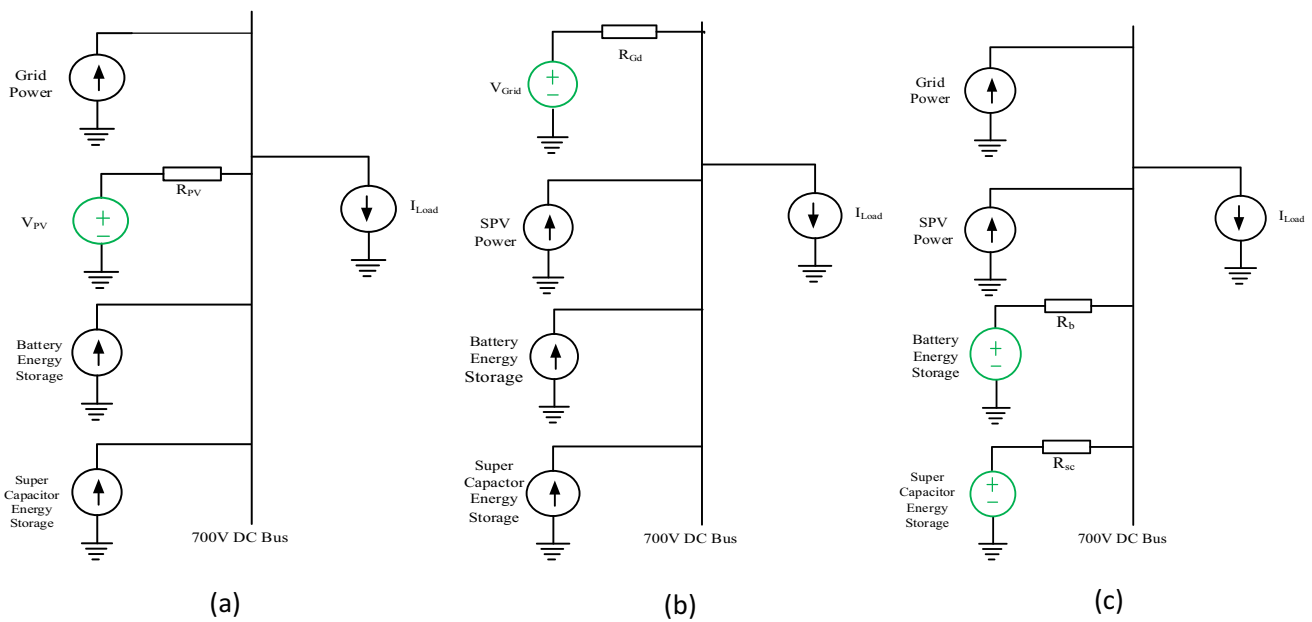 Grid
Power
R_PV
V_PV
+
−
I_Load
Battery
Energy
Storage
Super
Capacitor
Energy
Storage
700V DC Bus
(a)
R_Gd
V_Grid
+
−
SPV
Power
I_Load
Battery
Energy
Storage
Super
Capactor
Energy
Storage
700V DC Bus
(b)
Grid
Power
SPV
Power
I_Load
R_b
Battery
Energy
Storage
+
−
R_sc
Super
Capacitor
Energy
Storage
+
−
700V DC Bus
(c)